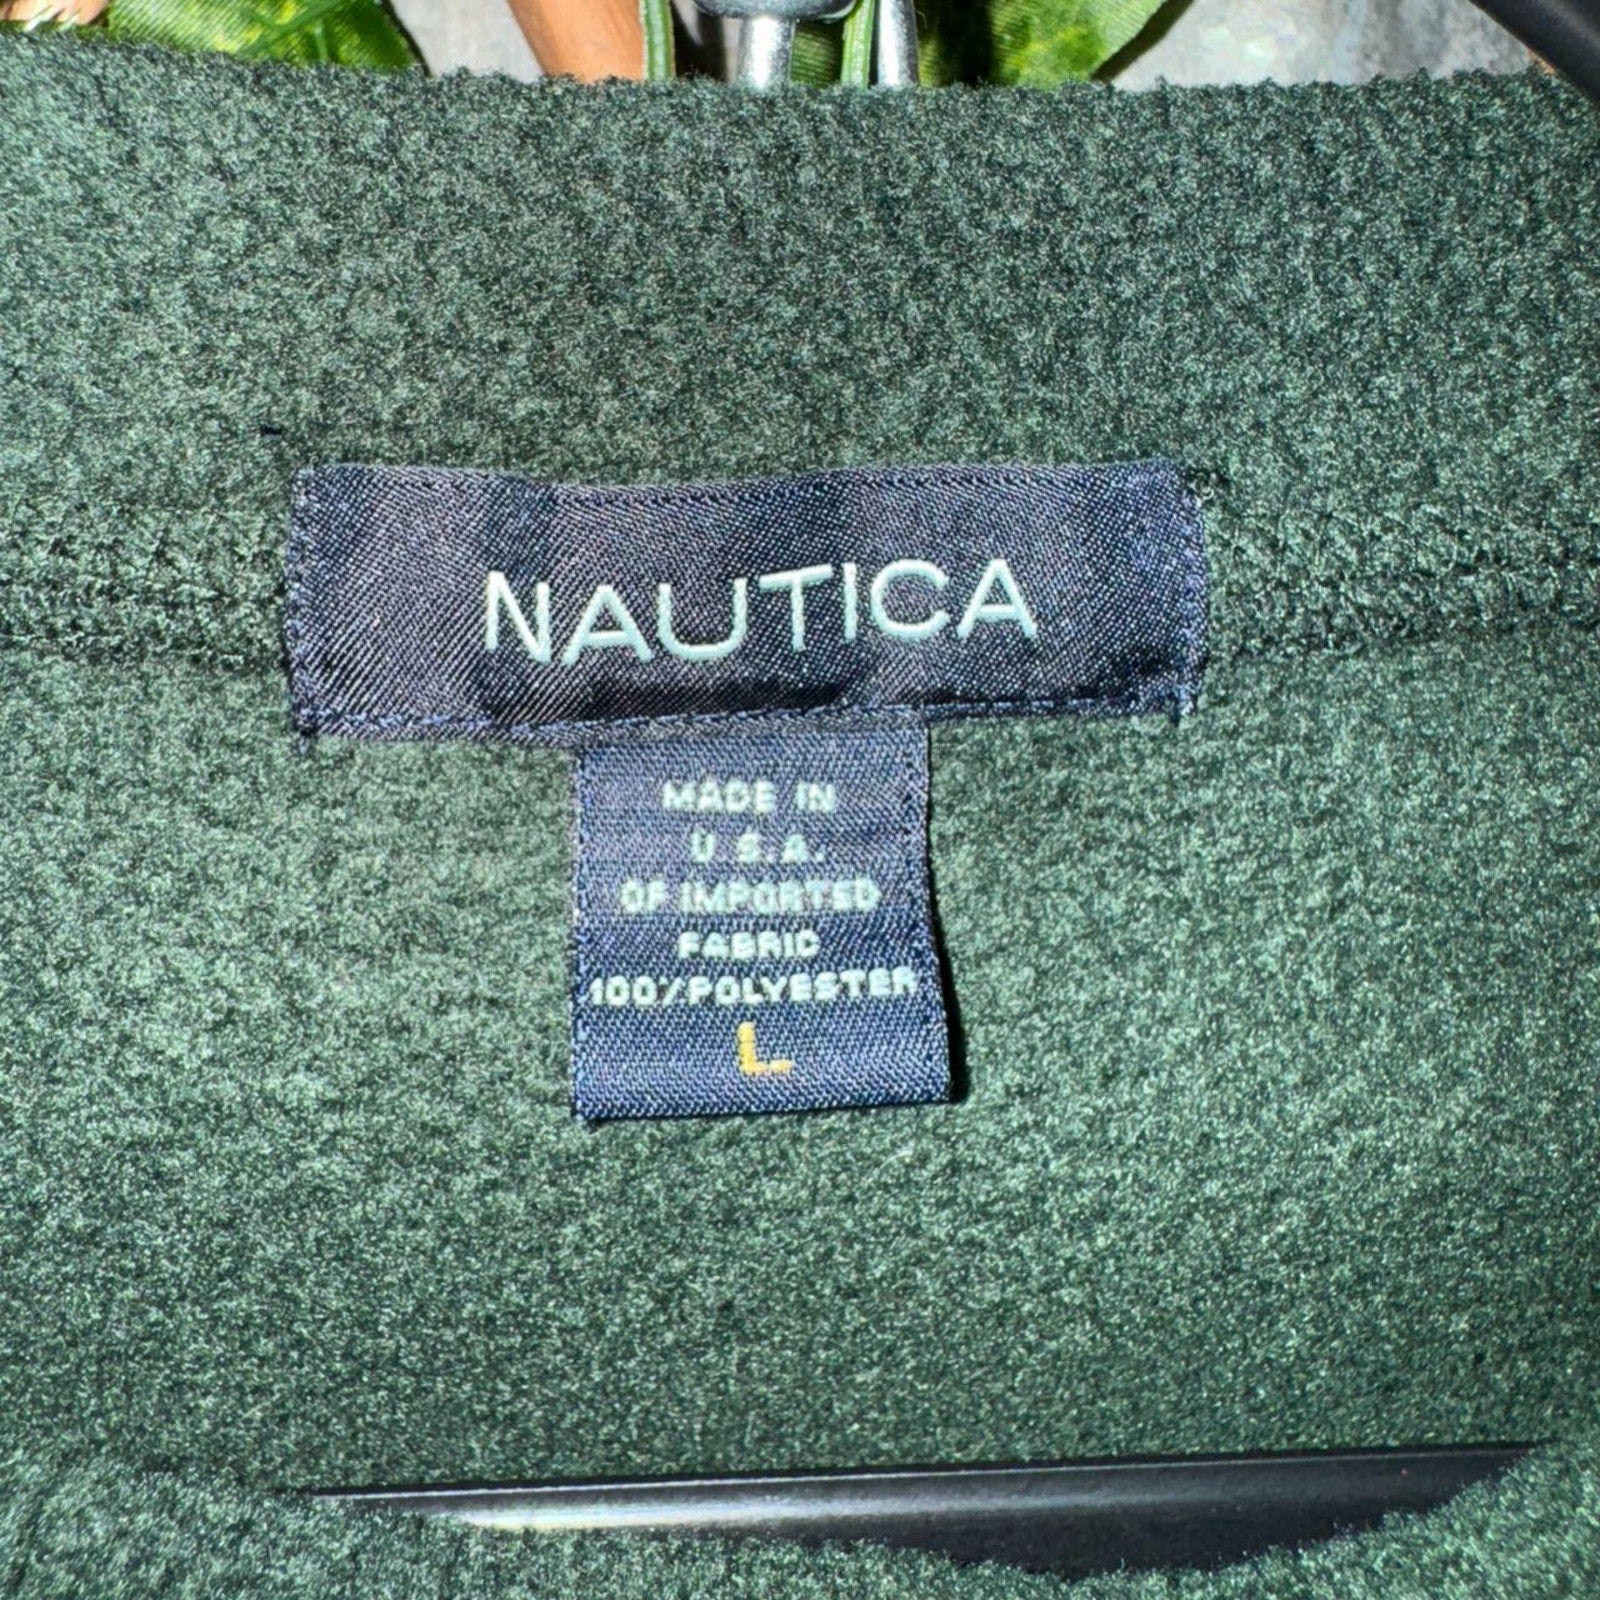 NAUTICA
MADE IN
U.S.A.
OF IMPORTED
FABRIC
100%POLYESTER
L